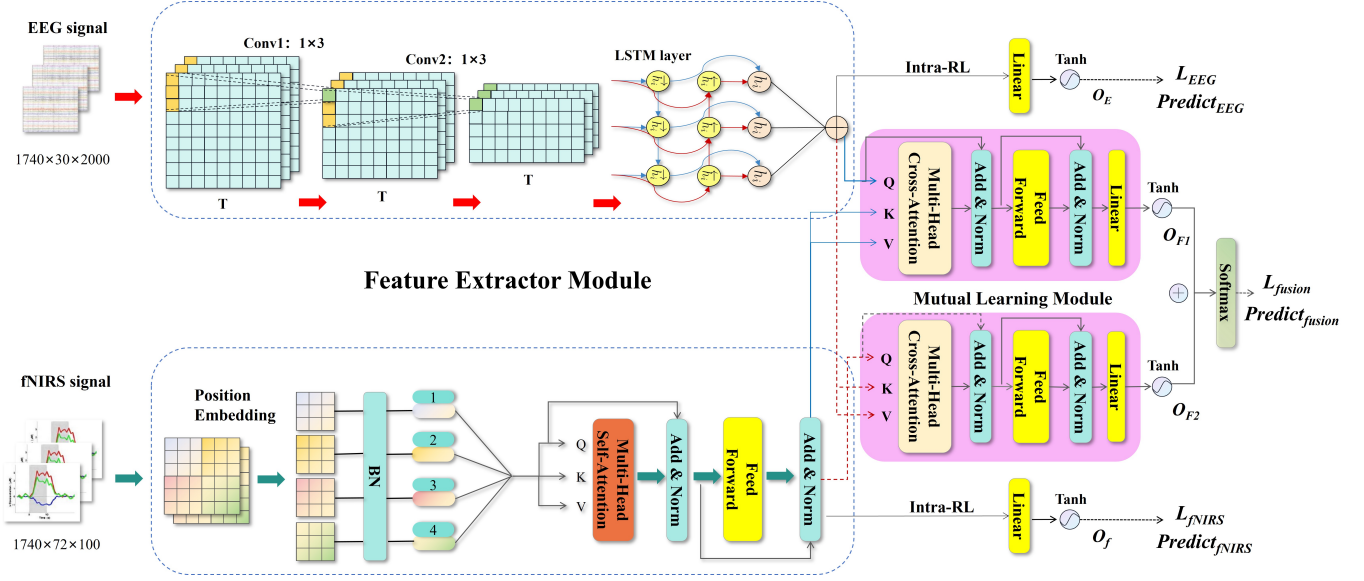 EEG signal
1740×30×2000
Conv1: 1×3
T
Conv2: 1×3
T
T
LSTM layer
Intra-RL
Linear
Tanh
O_E
L_EEG
Predict_EEG
Q
K
V
Multi-Head
Cross-Attention
Add & Norm
Feed
Forward
Add & Norm
Linear
Tanh
O_F1
Feature Extractor Module
Mutual Learning Module
Softmax
L_fusion
Predict_fusion
Q
K
V
Multi-Head
Cross-Attention
Add & Norm
Feed
Forward
Add & Norm
Linear
Tanh
O_F2
fNIRS signal
1740×72×100
Position
Embedding
BN
1
2
3
4
Q
K
V
Multi-Head
Self-Attention
Add & Norm
Feed
Forward
Add & Norm
Intra-RL
Linear
Tanh
O_f
L_fNIRS
Predict_fNIRS